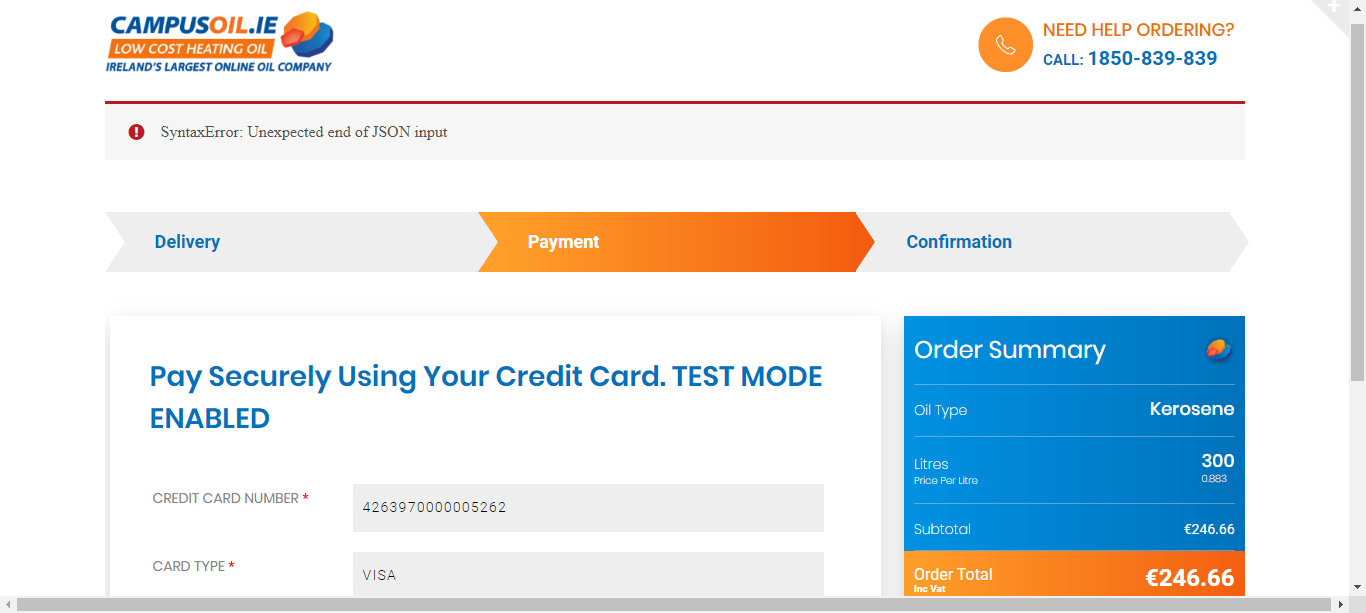 CAMPUSOIL.IE
LOW COST HEATING OIL
IRELAND'S LARGEST ONLINE OIL COMPANY
NEED HELP ORDERING?
CALL: 1850-839-839
SyntaxError: Unexpected end of JSON input
Delivery
Payment
Confirmation
Pay Securely Using Your Credit Card. TEST MODE
ENABLED
CREDIT CARD NUMBER *
4263970000005262
CARD TYPE *
VISA
Order Summary
Oil Type
Kerosene
Litres
300
Price Per Litre
0.883
Subtotal
€246.66
Order Total
€246.66
Inc Vat